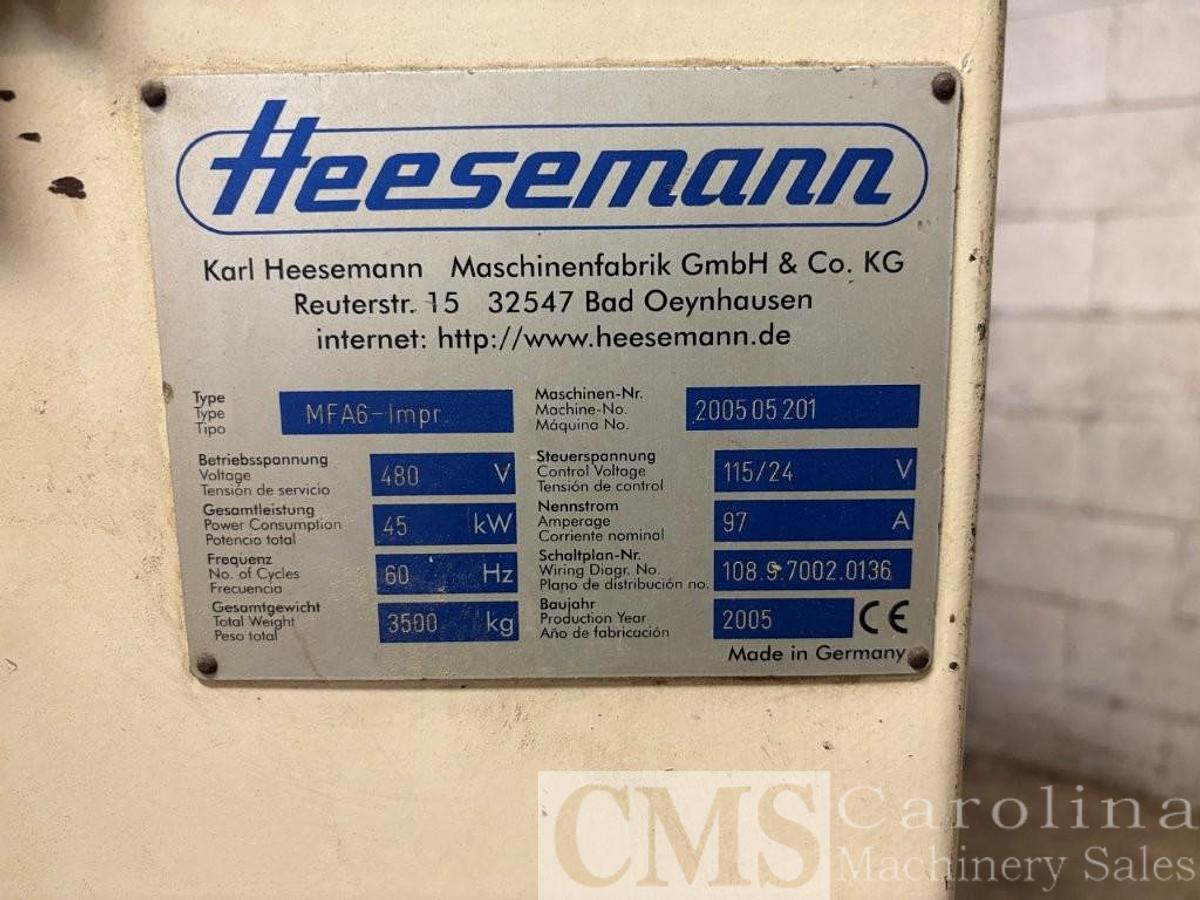 Heesemann
Karl Heesemann Maschinenfabrik GmbH & Co. KG
Reuterstr. 15 32547 Bad Oeynhausen
internet: http://www.heesemann.de
Type
Type
Tipo
MFA6-Impr.
Maschinen-Nr.
Machine-No.
Máquina No.
2005 05 201
Betriebsspannung
Voltage
Tensión de servicio
480 V
Steuerspannung
Control Voltage
Tensión de control
115/24 V
Gesamtleistung
Power Consumption
Potencia total
45 kW
Nennstrom
Amperage
Corriente nominal
97 A
Frequenz
No. of Cycles
Frecuencia
60 Hz
Schaltplan-Nr.
Wiring Diagr. No.
Plano de distribución no.
108.9.7002.0136
Gesamtgewicht
Total Weight
Peso total
3500 kg
Baujahr
Production Year
Año de fabricación
2005
CE
Made in Germany
CMS Carolina
Machinery Sales